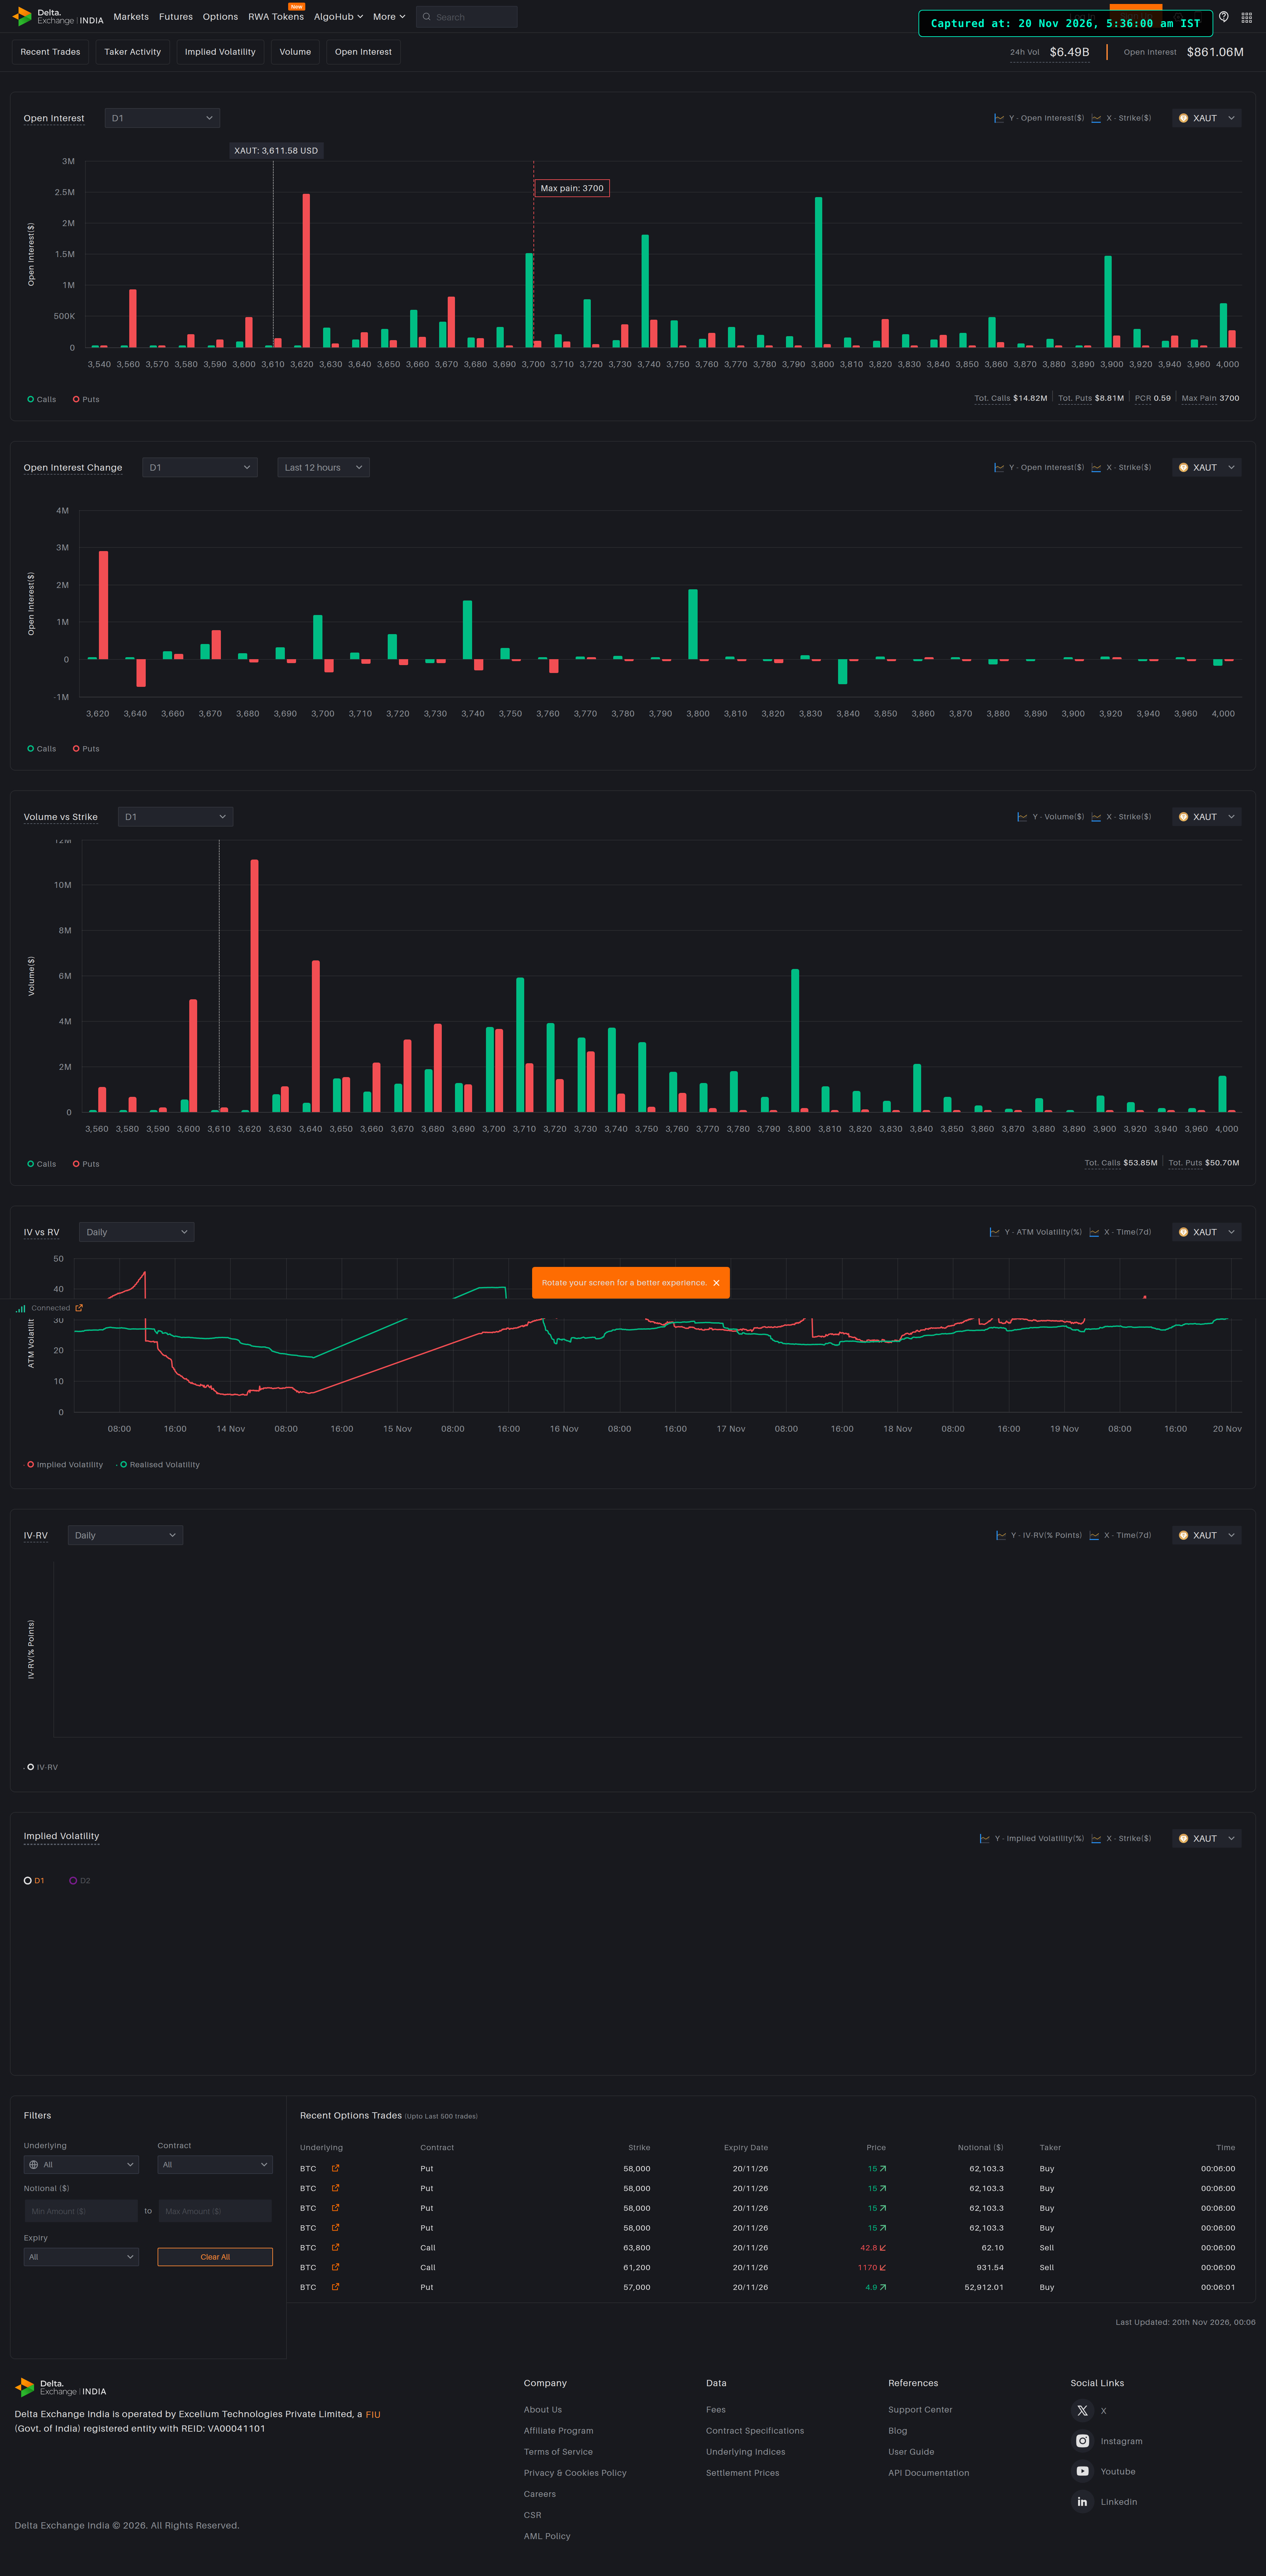 Delta.
Exchange | INDIA
Markets Futures Options RWA Tokens New AlgoHub More Search
Captured at: 20 Nov 2026, 5:36:00 am IST
Recent Trades Taker Activity Implied Volatility Volume Open Interest
24h Vol $6.49B Open Interest $861.06M
Open Interest D1 Y - Open Interest($) X - Strike($) XAUT
XAUT: 3,611.58 USD
Max pain: 3700
Open Interest($)
3M
2.5M
2M
1.5M
1M
500K
0
3,540 3,560 3,570 3,580 3,590 3,600 3,610 3,620 3,630 3,640 3,650 3,660 3,670 3,680 3,690 3,700 3,710 3,720 3,730 3,740 3,750 3,760 3,770 3,780 3,790 3,800 3,810 3,820 3,830 3,840 3,850 3,860 3,870 3,880 3,890 3,900 3,920 3,940 3,960 4,000
Calls Puts
Tot. Calls $14.82M Tot. Puts $8.81M PCR 0.59 Max Pain 3700
Open Interest Change D1 Last 12 hours Y - Open Interest($) X - Strike($) XAUT
Open Interest($)
4M
3M
2M
1M
0
-1M
3,620 3,640 3,660 3,670 3,680 3,690 3,700 3,710 3,720 3,730 3,740 3,750 3,760 3,770 3,780 3,790 3,800 3,810 3,820 3,830 3,840 3,850 3,860 3,870 3,880 3,890 3,900 3,920 3,940 3,960 4,000
Calls Puts
Volume vs Strike D1 Y - Volume($) X - Strike($) XAUT
Volume($)
12M
10M
8M
6M
4M
2M
0
3,560 3,580 3,590 3,600 3,610 3,620 3,630 3,640 3,650 3,660 3,670 3,680 3,690 3,700 3,710 3,720 3,730 3,740 3,750 3,760 3,770 3,780 3,790 3,800 3,810 3,820 3,830 3,840 3,850 3,860 3,870 3,880 3,890 3,900 3,920 3,940 3,960 4,000
Calls Puts
Tot. Calls $53.85M Tot. Puts $50.70M
IV vs RV Daily Y - ATM Volatility(%) X - Time(7d) XAUT
50
40
Rotate your screen for a better experience.
Connected
ATM Volatilit
30
20
10
0
08:00 16:00 14 Nov 08:00 16:00 15 Nov 08:00 16:00 16 Nov 08:00 16:00 17 Nov 08:00 16:00 18 Nov 08:00 16:00 19 Nov 08:00 16:00 20 Nov
Implied Volatility Realised Volatility
IV-RV Daily Y - IV-RV(% Points) X - Time(7d) XAUT
IV-RV(% Points)
IV-RV
Implied Volatility Y - Implied Volatility(%) X - Strike($) XAUT
D1 D2
Filters
Underlying Contract
All All
Notional ($)
Min Amount ($) to Max Amount ($)
Expiry
All Clear All
Recent Options Trades (Upto Last 500 trades)
Underlying Contract Strike Expiry Date Price Notional ($) Taker Time
BTC Put 58,000 20/11/26 15 62,103.3 Buy 00:06:00
BTC Put 58,000 20/11/26 15 62,103.3 Buy 00:06:00
BTC Put 58,000 20/11/26 15 62,103.3 Buy 00:06:00
BTC Put 58,000 20/11/26 15 62,103.3 Buy 00:06:00
BTC Call 63,800 20/11/26 42.8 62.10 Sell 00:06:00
BTC Call 61,200 20/11/26 1170 931.54 Sell 00:06:00
BTC Put 57,000 20/11/26 4.9 52,912.01 Buy 00:06:01
Last Updated: 20th Nov 2026, 00:06
Delta.
Exchange | INDIA
Delta Exchange India is operated by Excelium Technologies Private Limited, a FIU
(Govt. of India) registered entity with REID: VA00041101
Delta Exchange India © 2026. All Rights Reserved.
Company
About Us
Affiliate Program
Terms of Service
Privacy & Cookies Policy
Careers
CSR
AML Policy
Data
Fees
Contract Specifications
Underlying Indices
Settlement Prices
References
Support Center
Blog
User Guide
API Documentation
Social Links
X
Instagram
Youtube
Linkedin